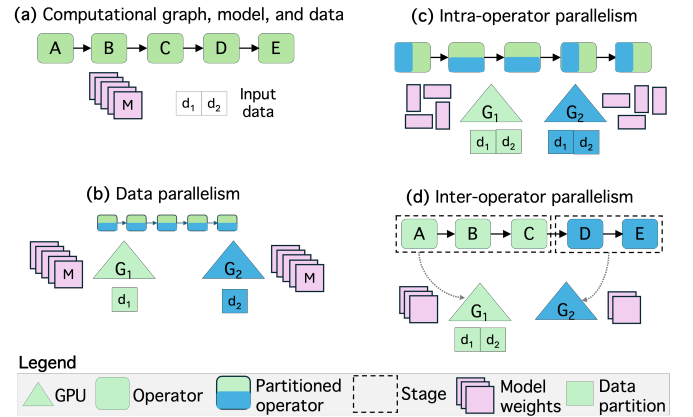 (a) Computational graph, model, and data
A B C D E
M
d1 d2
Input
data
(b) Data parallelism
M
G1
d1
G2
d2
M
(c) Intra-operator parallelism
G1
d1 d2
G2
d1 d2
(d) Inter-operator parallelism
A B C D E
G1
d1 d2
G2
Legend
GPU
Operator
Partitioned
operator
Stage
Model
weights
Data
partition